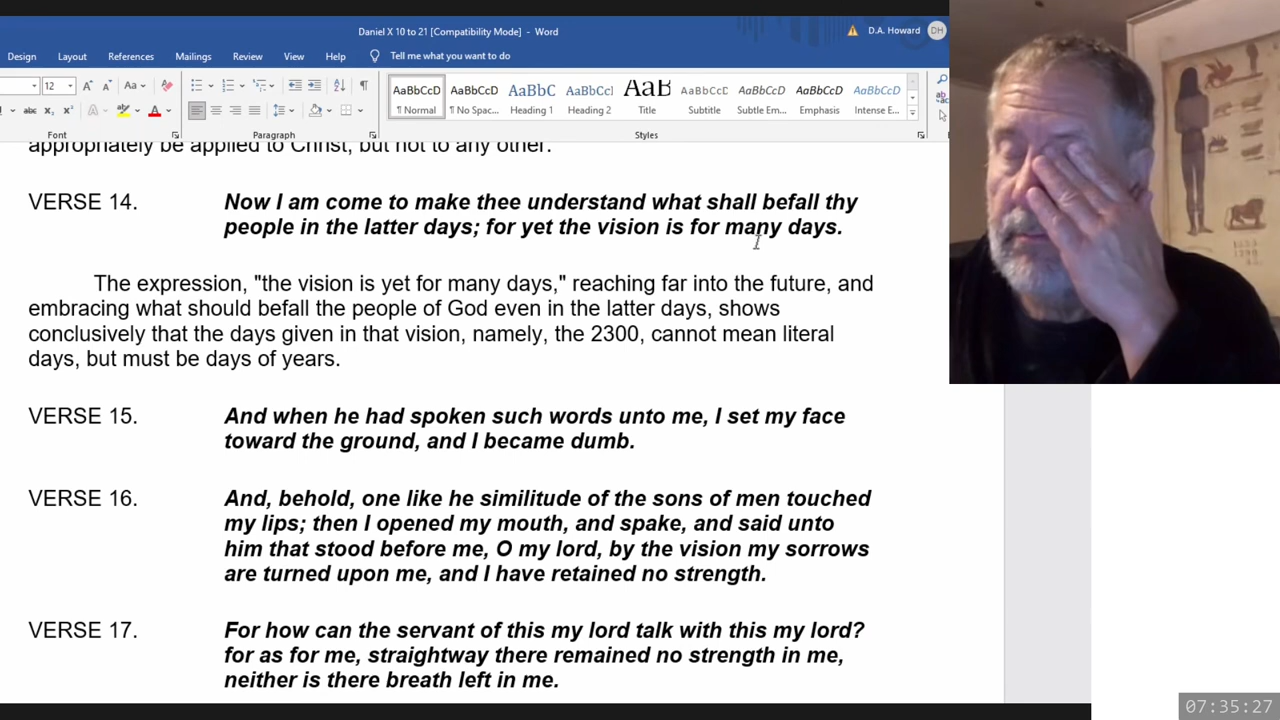 Daniel X 10 to 21 [Compatibility Mode] - Word
D.A. Howard
DH
Design Layout References Mailings Review View Help Tell me what you want to do
12
Aa
AaBbCcD AaBbCcD AaBbC AaBbCc AaB AaBbCcD AaBbCcD AaBbCcD AaBbCcD
¶ Normal ¶ No Spac... Heading 1 Heading 2 Title Subtitle Subtle Em... Emphasis Intense E...
Font Paragraph Styles
appropriately be applied to Christ, but not to any other.
VERSE 14. Now I am come to make thee understand what shall befall thy
people in the latter days; for yet the vision is for many days.
The expression, "the vision is yet for many days," reaching far into the future, and
embracing what should befall the people of God even in the latter days, shows
conclusively that the days given in that vision, namely, the 2300, cannot mean literal
days, but must be days of years.
VERSE 15. And when he had spoken such words unto me, I set my face
toward the ground, and I became dumb.
VERSE 16. And, behold, one like he similitude of the sons of men touched
my lips; then I opened my mouth, and spake, and said unto
him that stood before me, O my lord, by the vision my sorrows
are turned upon me, and I have retained no strength.
VERSE 17. For how can the servant of this my lord talk with this my lord?
for as for me, straightway there remained no strength in me,
neither is there breath left in me.
07:35:27